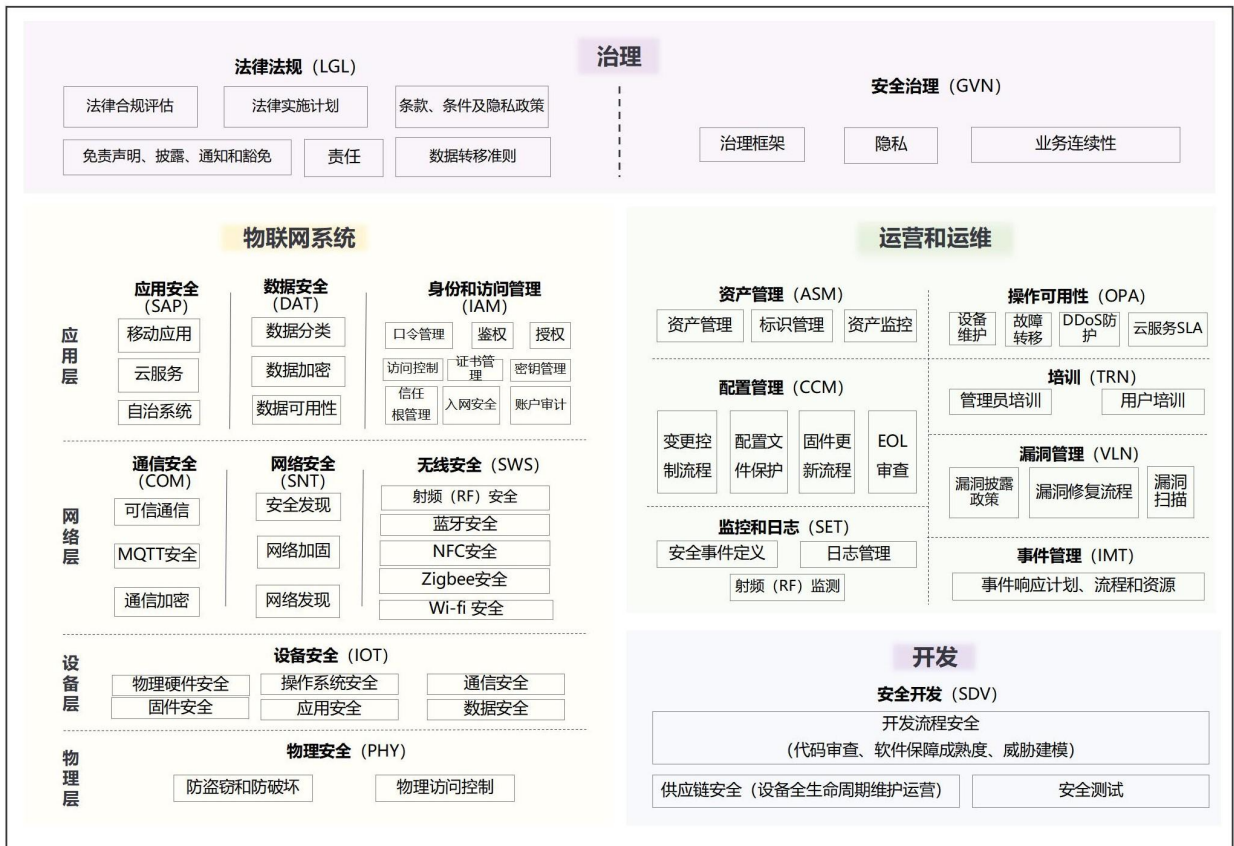 治理
法律法规（LGL）
法律合规评估
法律实施计划
条款、条件及隐私政策
免责声明、披露、通知和豁免
责任
数据转移准则
安全治理（GVN）
治理框架
隐私
业务连续性
物联网系统
应用层
应用安全
（SAP）
移动应用
云服务
自治系统
数据安全
（DAT）
数据分类
数据加密
数据可用性
身份和访问管理
（IAM）
口令管理
鉴权
授权
访问控制
证书管
理
密钥管理
信任
根管理
入网安全
账户审计
网络层
通信安全
（COM）
可信通信
MQTT安全
通信加密
网络安全
（SNT）
安全发现
网络加固
网络发现
无线安全（SWS）
射频（RF）安全
蓝牙安全
NFC安全
Zigbee安全
Wi-fi 安全
设备层
设备安全（IOT）
物理硬件安全
操作系统安全
通信安全
固件安全
应用安全
数据安全
物理层
物理安全（PHY）
防盗窃和防破坏
物理访问控制
运营和运维
资产管理（ASM）
资产管理
标识管理
资产监控
配置管理（CCM）
变更控
制流程
配置文
件保护
固件更
新流程
EOL
审查
监控和日志（SET）
安全事件定义
日志管理
射频（RF）监测
操作可用性（OPA）
设备
维护
故障
转移
DDoS防
护
云服务SLA
培训（TRN）
管理员培训
用户培训
漏洞管理（VLN）
漏洞披露
政策
漏洞修复流程
漏洞
扫描
事件管理（IMT）
事件响应计划、流程和资源
开发
安全开发（SDV）
开发流程安全
（代码审查、软件保障成熟度、威胁建模）
供应链安全（设备全生命周期维护运营）
安全测试